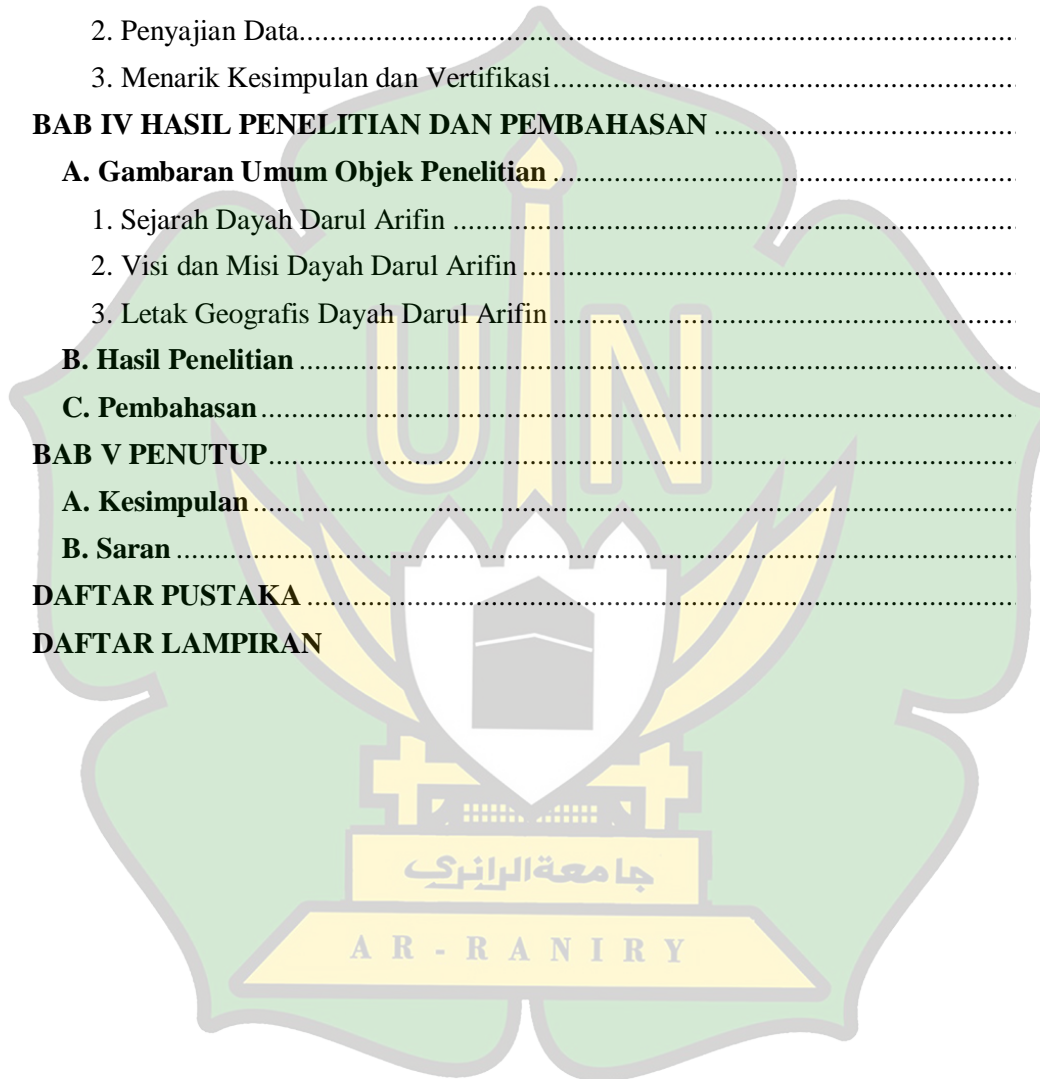 2. Penyajian Data.......................................................................................................
3. Menarik Kesimpulan dan Vertifikasi...............................................................
BAB IV HASIL PENELITIAN DAN PEMBAHASAN.........................................
A. Gambaran Umum Objek Penelitian...............................................................
1. Sejarah Dayah Darul Arifin.............................................................................
2. Visi dan Misi Dayah Darul Arifin...................................................................
3. Letak Geografis Dayah Darul Arifin...............................................................
B. Hasil Penelitian..................................................................................................
C. Pembahasan.......................................................................................................
BAB V PENUTUP.....................................................................................................
A. Kesimpulan........................................................................................................
B. Saran..................................................................................................................
DAFTAR PUSTAKA................................................................................................
DAFTAR LAMPIRAN
UIN
جامعةالرانري
AR-RANIRY